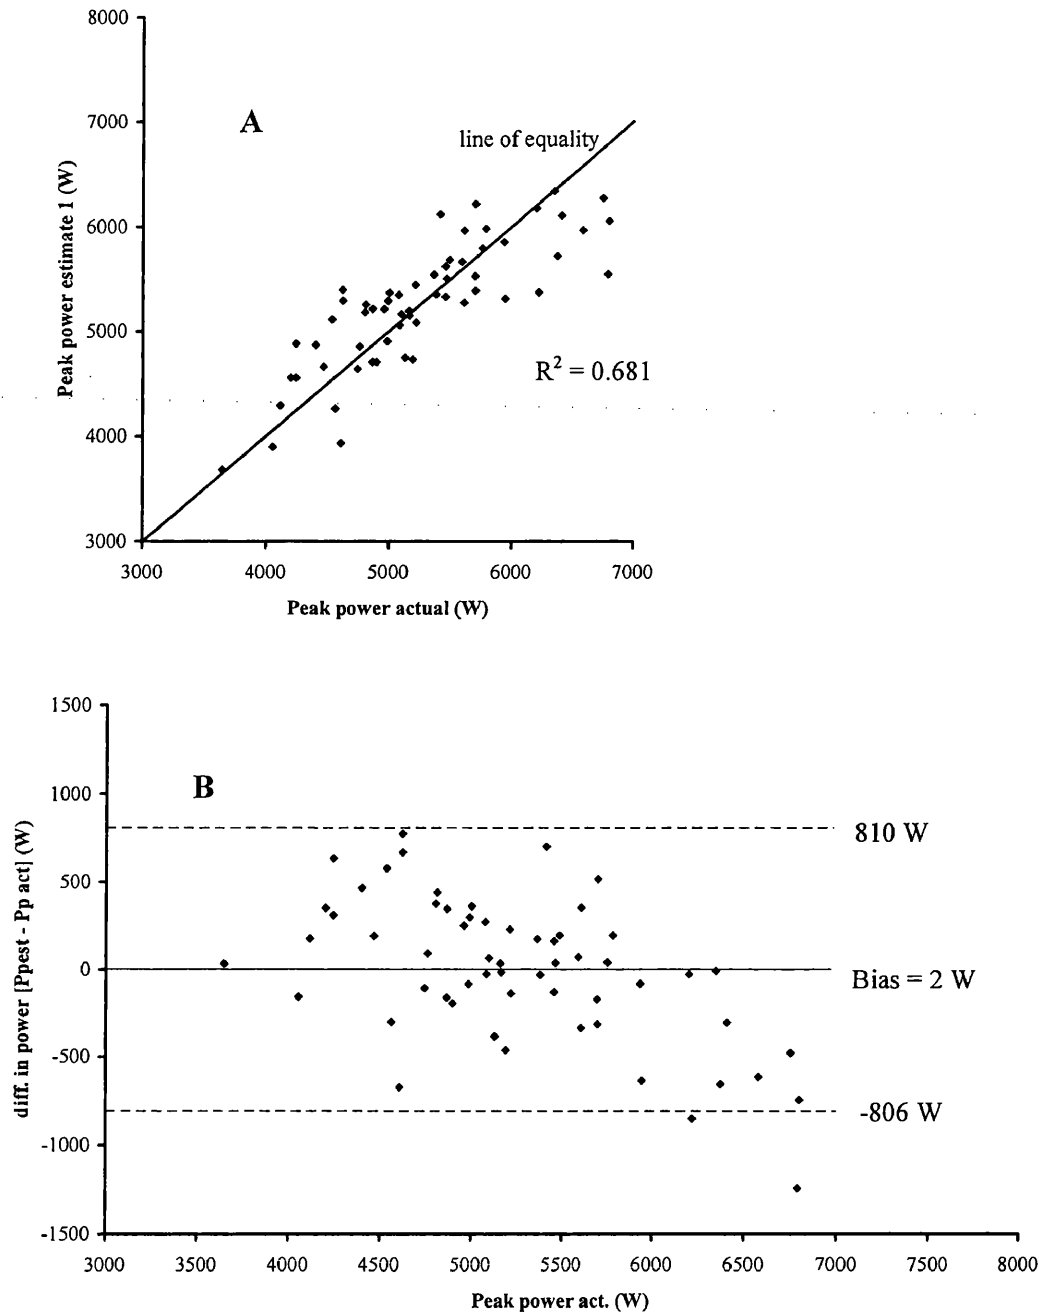 8000
A
7000
line of equality
6000
5000
R² = 0.681
4000
3000
Peak power estimate 1 (W)
3000 4000 5000 6000 7000
Peak power actual (W)
1500
B
1000
810 W
500
0
Bias = 2 W
-500
-806 W
-1000
-1500
diff. in power [Ppest - Pp act] (W)
3000 3500 4000 4500 5000 5500 6000 6500 7000 7500 8000
Peak power act. (W)